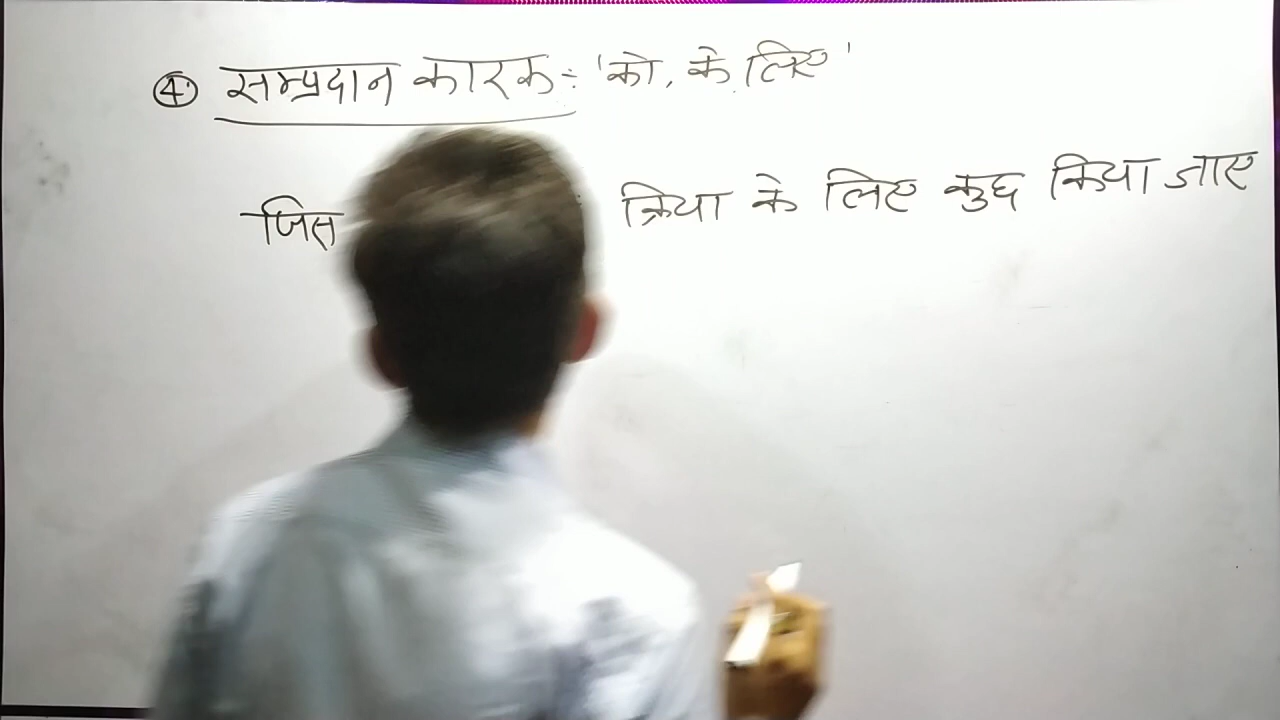 ④ सम्प्रदान कारक :- 'को, के लिए'
जिस क्रिया के लिए कुछ किया जाए